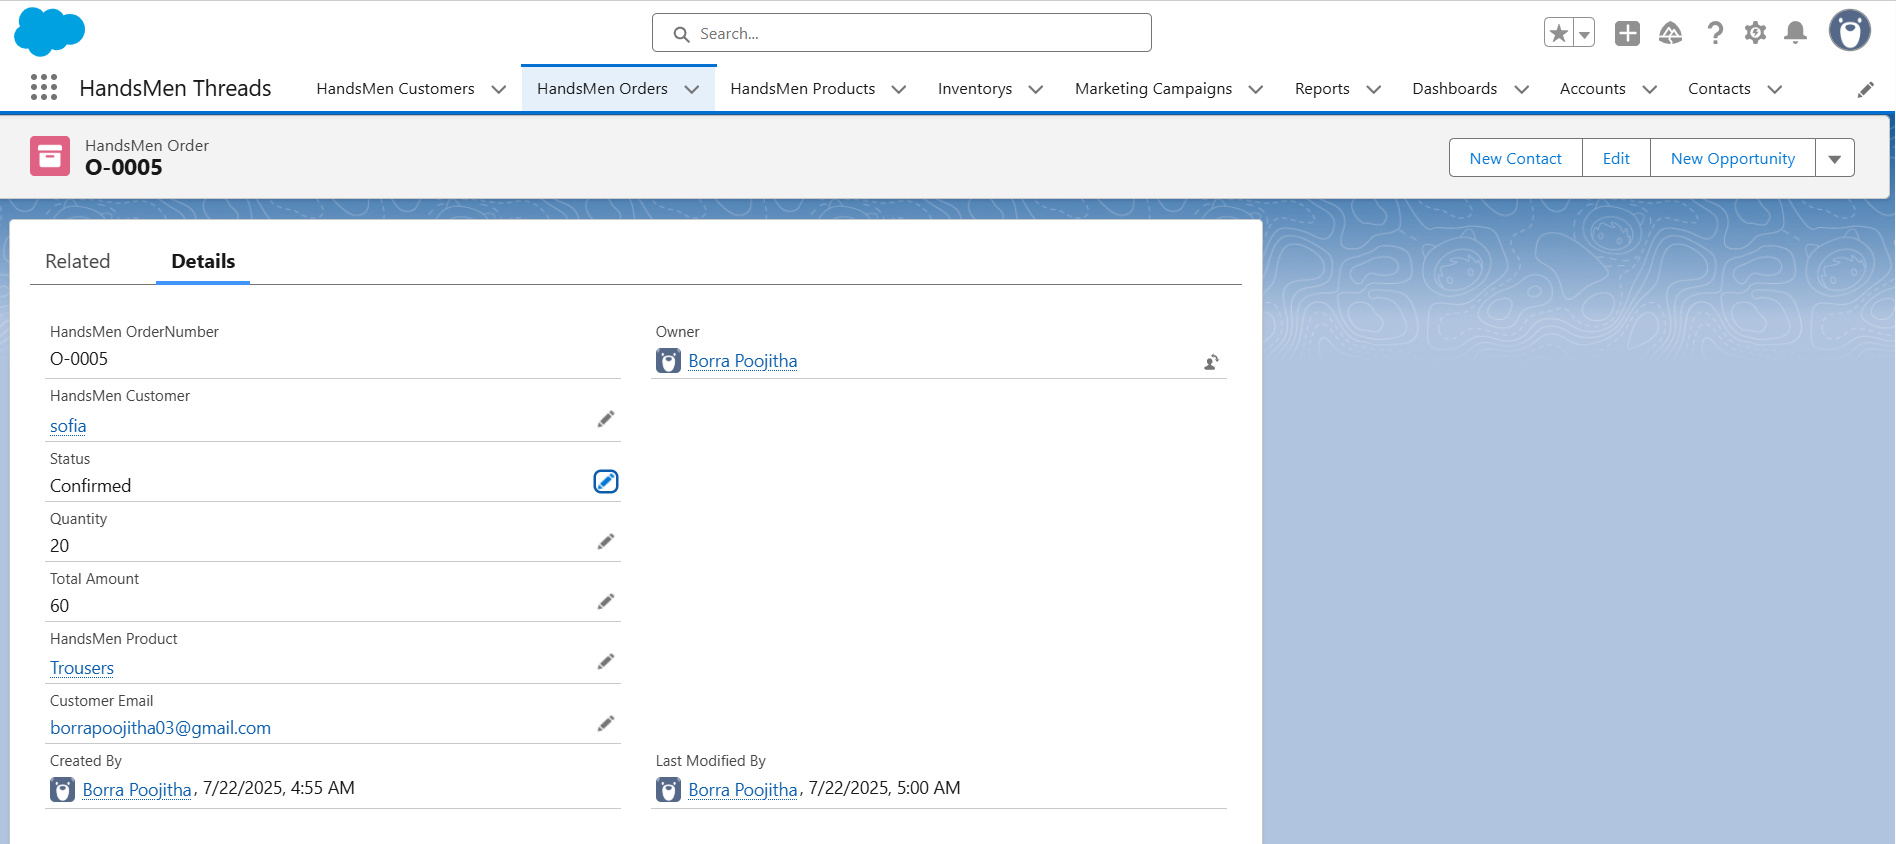 Search...
HandsMen Threads
HandsMen Customers
HandsMen Orders
HandsMen Products
Inventorys
Marketing Campaigns
Reports
Dashboards
Accounts
Contacts
HandsMen Order
O-0005
New Contact
Edit
New Opportunity
Related
Details
HandsMen OrderNumber
O-0005
Owner
Borra Poojitha
HandsMen Customer
sofia
Status
Confirmed
Quantity
20
Total Amount
60
HandsMen Product
Trousers
Customer Email
borrapoojitha03@gmail.com
Created By
Borra Poojitha, 7/22/2025, 4:55 AM
Last Modified By
Borra Poojitha, 7/22/2025, 5:00 AM